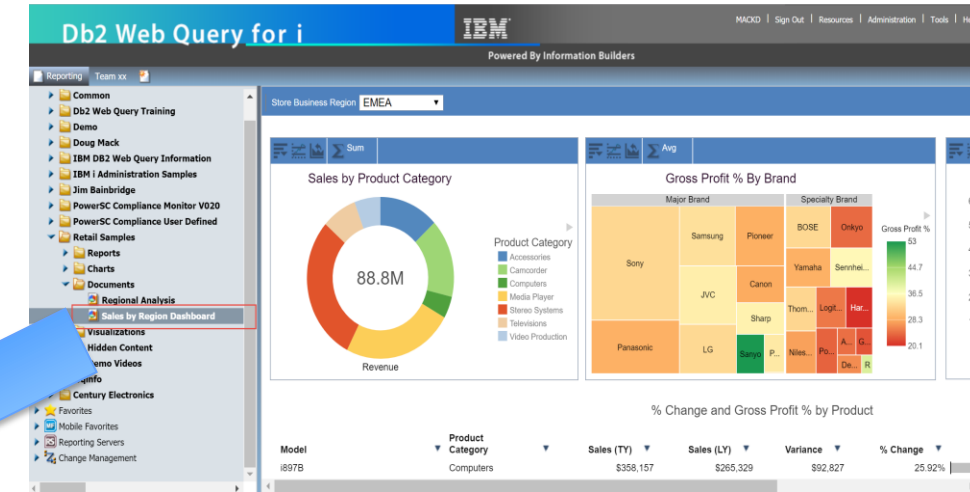 Db2 Web Query for i
IBM
MACKD | Sign Out | Resources | Administration | Tools |
Powered By Information Builders
Reporting Team xx
Common
Db2 Web Query Training
Demo
Doug Mack
IBM DB2 Web Query Information
IBM i Administration Samples
Jim Bainbridge
PowerSC Compliance Monitor V020
PowerSC Compliance User Defined
Retail Samples
Reports
Charts
Documents
Regional Analysis
Sales by Region Dashboard
Visualizations
Hidden Content
Century Electronics
Favorites
Mobile Favorites
Reporting Servers
Change Management
Store Business Region EMEA
Sum
Sales by Product Category
88.8M
Revenue
Product Category
Accessories
Camcorder
Computers
Media Player
Stereo Systems
Televisions
Video Production
Avg
Gross Profit % By Brand
Major Brand Specialty Brand
Sony
Panasonic
Samsung
JVC
LG
Pioneer
Canon
Sharp
Sanyo P...
BOSE Onkyo
Yamaha Sennhei...
Thom... Logit... Har...
Niles... Po... A... G...
De... R
Gross Profit %
53
44.7
36.5
28.3
20.1
% Change and Gross Profit % by Product
Model Product Category Sales (TY) Sales (LY) Variance % Change
Computers $358,157 $265,329 $92,827 25.92%